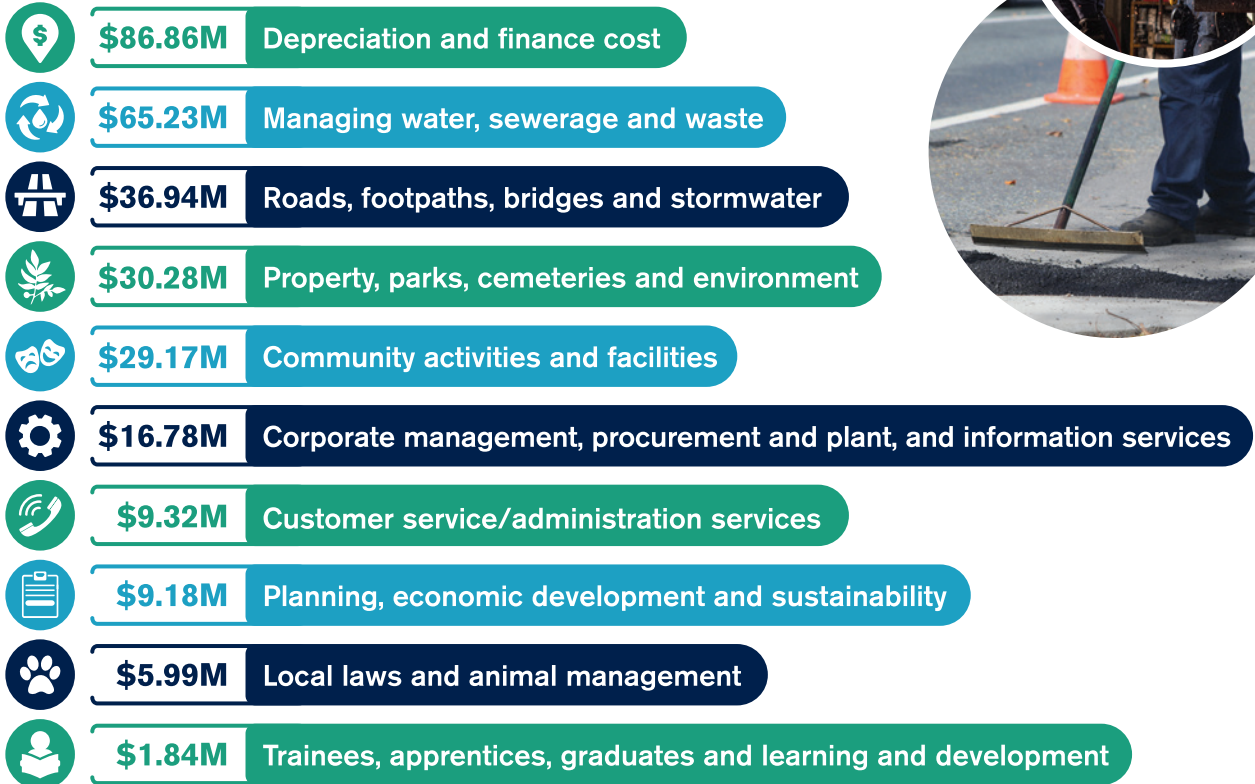 $86.86M Depreciation and finance cost
$65.23M Managing water, sewerage and waste
$36.94M Roads, footpaths, bridges and stormwater
$30.28M Property, parks, cemeteries and environment
$29.17M Community activities and facilities
$16.78M Corporate management, procurement and plant, and information services
$9.32M Customer service/administration services
$9.18M Planning, economic development and sustainability
$5.99M Local laws and animal management
$1.84M Trainees, apprentices, graduates and learning and development